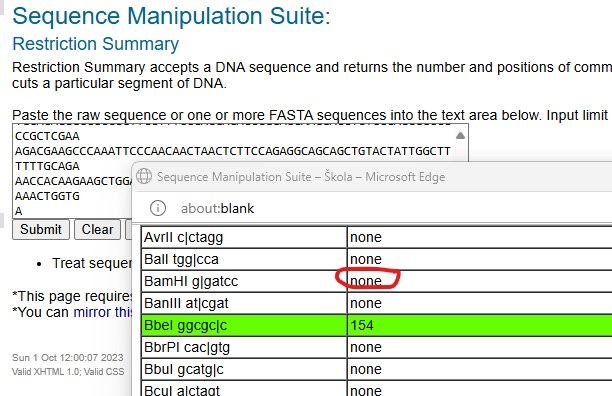 Sequence Manipulation Suite:
Restriction Summary
Restriction Summary accepts a DNA sequence and returns the number and positions of comm
cuts a particular segment of DNA.
Paste the raw sequence or one or more FASTA sequences into the text area below. Input limit
CCGCTCGAA
AGACGAAGCCCAAATTCCCAACAACTAACTCTTCCAGAGGCAGCAGCTGTACTATTGGCTT
TTTTGCAGA
AACCACAAGAAGCTGGA
AAACTGGTG
A
Submit Clear
Treat sequen
*This page requires
*You can mirror this
Sun 1 Oct 12:00:07 2023
Valid XHTML 1.0; Valid CSS
Sequence Manipulation Suite – Škola – Microsoft Edge
about:blank
AvrII c|ctagg none
BalI tgg|cca none
BamHI g|gatcc none
BanIII at|cgat none
BbeI ggcgc|c 154
BbrPI cac|gtg none
BbuI gcatg|c none
BcuI a|ctagt none